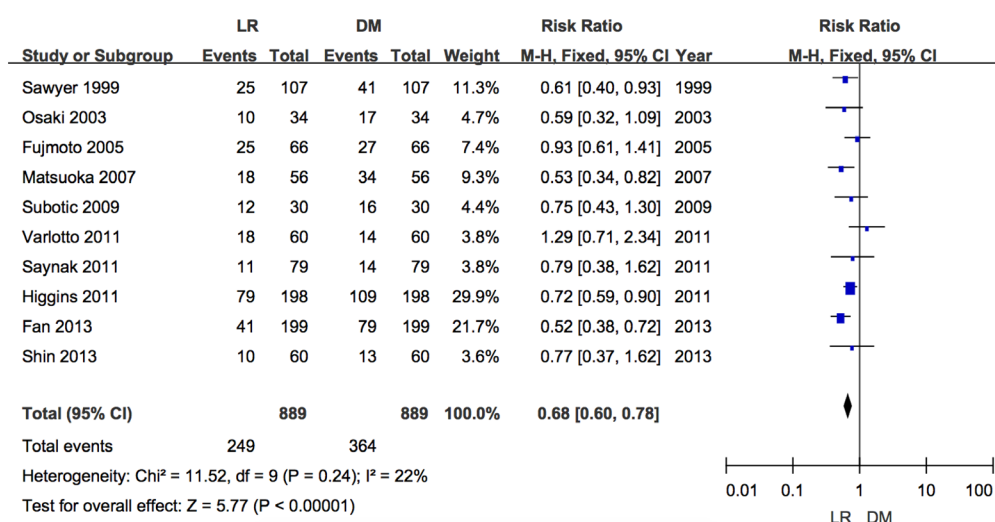 LR DM Risk Ratio Risk Ratio
Study or Subgroup Events Total Events Total Weight M-H, Fixed, 95% CI Year M-H, Fixed, 95% CI
Sawyer 1999 25 107 41 107 11.3% 0.61 [0.40, 0.93] 1999
Osaki 2003 10 34 17 34 4.7% 0.59 [0.32, 1.09] 2003
Fujmoto 2005 25 66 27 66 7.4% 0.93 [0.61, 1.41] 2005
Matsuoka 2007 18 56 34 56 9.3% 0.53 [0.34, 0.82] 2007
Subotic 2009 12 30 16 30 4.4% 0.75 [0.43, 1.30] 2009
Varlotto 2011 18 60 14 60 3.8% 1.29 [0.71, 2.34] 2011
Saynak 2011 11 79 14 79 3.8% 0.79 [0.38, 1.62] 2011
Higgins 2011 79 198 109 198 29.9% 0.72 [0.59, 0.90] 2011
Fan 2013 41 199 79 199 21.7% 0.52 [0.38, 0.72] 2013
Shin 2013 10 60 13 60 3.6% 0.77 [0.37, 1.62] 2013
Total (95% CI) 889 889 100.0% 0.68 [0.60, 0.78]
Total events 249 364
Heterogeneity: Chi² = 11.52, df = 9 (P = 0.24); I² = 22%
Test for overall effect: Z = 5.77 (P < 0.00001)
0.01 0.1 1 10 100
LR DM